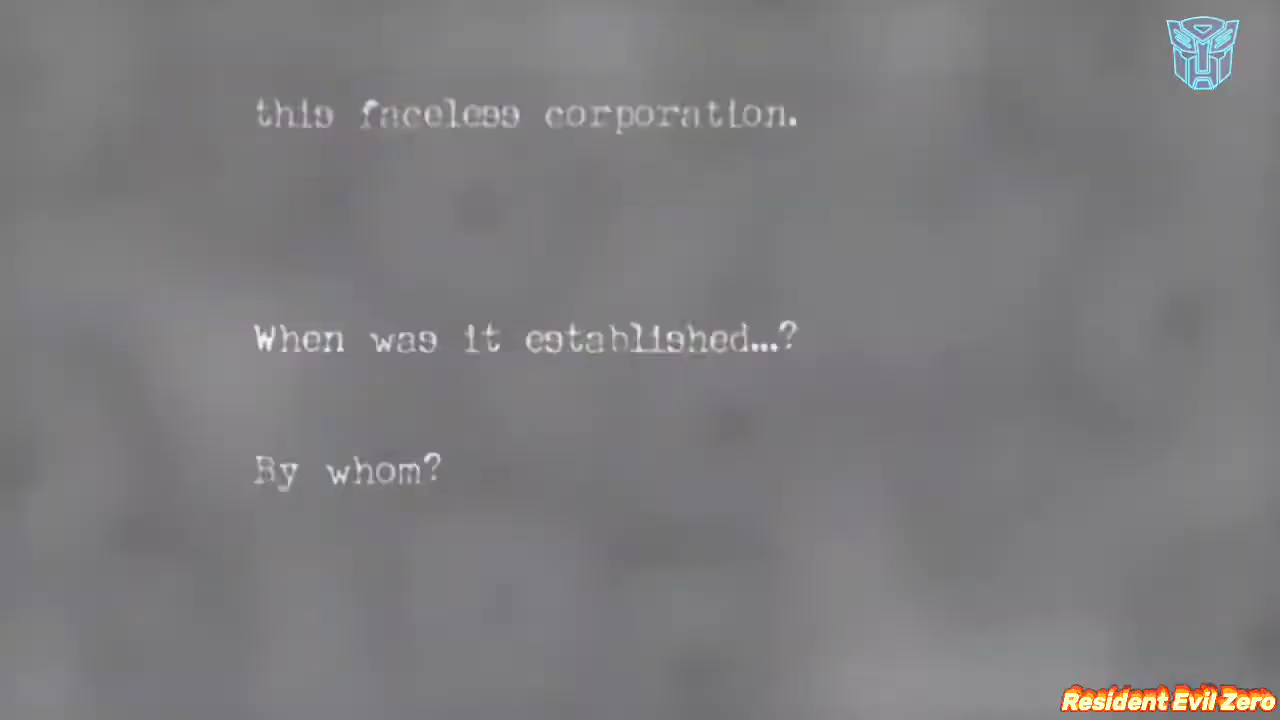 this faceless corporation.
When was it established...?
By whom?
Resident Evil Zero